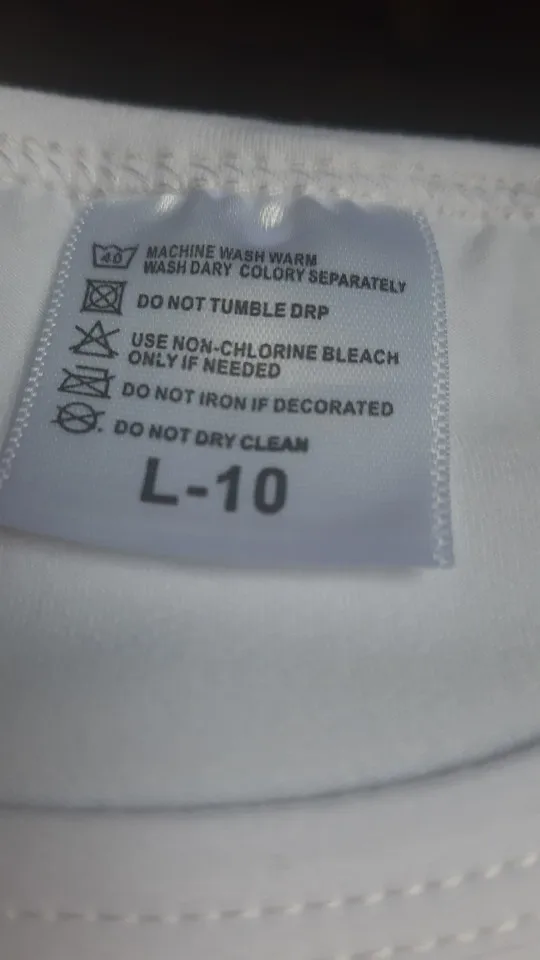 40 MACHINE WASH WARM
WASH DARY COLORY SEPARATELY
DO NOT TUMBLE DRP
USE NON-CHLORINE BLEACH
ONLY IF NEEDED
DO NOT IRON IF DECORATED
DO NOT DRY CLEAN
L-10